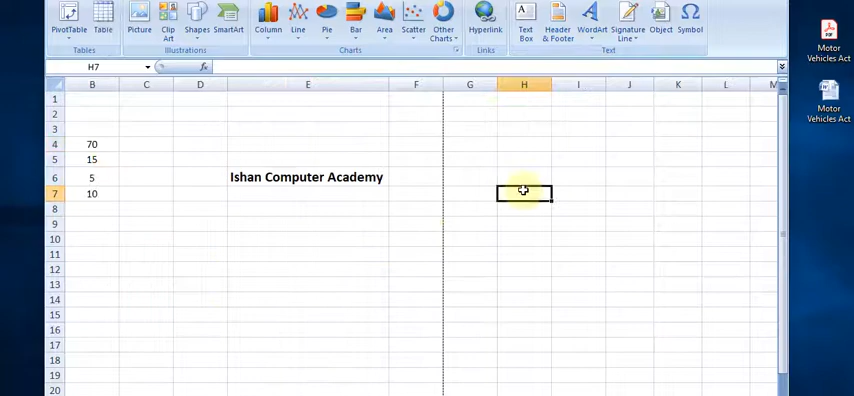 PivotTable Table Picture Clip Art Shapes SmartArt Column Line Pie Bar Area Scatter Other Charts Hyperlink Text Box Header & Footer WordArt Signature Line Object Symbol
Tables Illustrations Charts Links Text
H7 fx
B C D E F G H I J K L M
1
2
3
4 70
5 15
6 5 Ishan Computer Academy
7 10
8
9
10
11
12
13
14
15
16
17
18
19
20
Motor Vehicles Act
Motor Vehicles Act